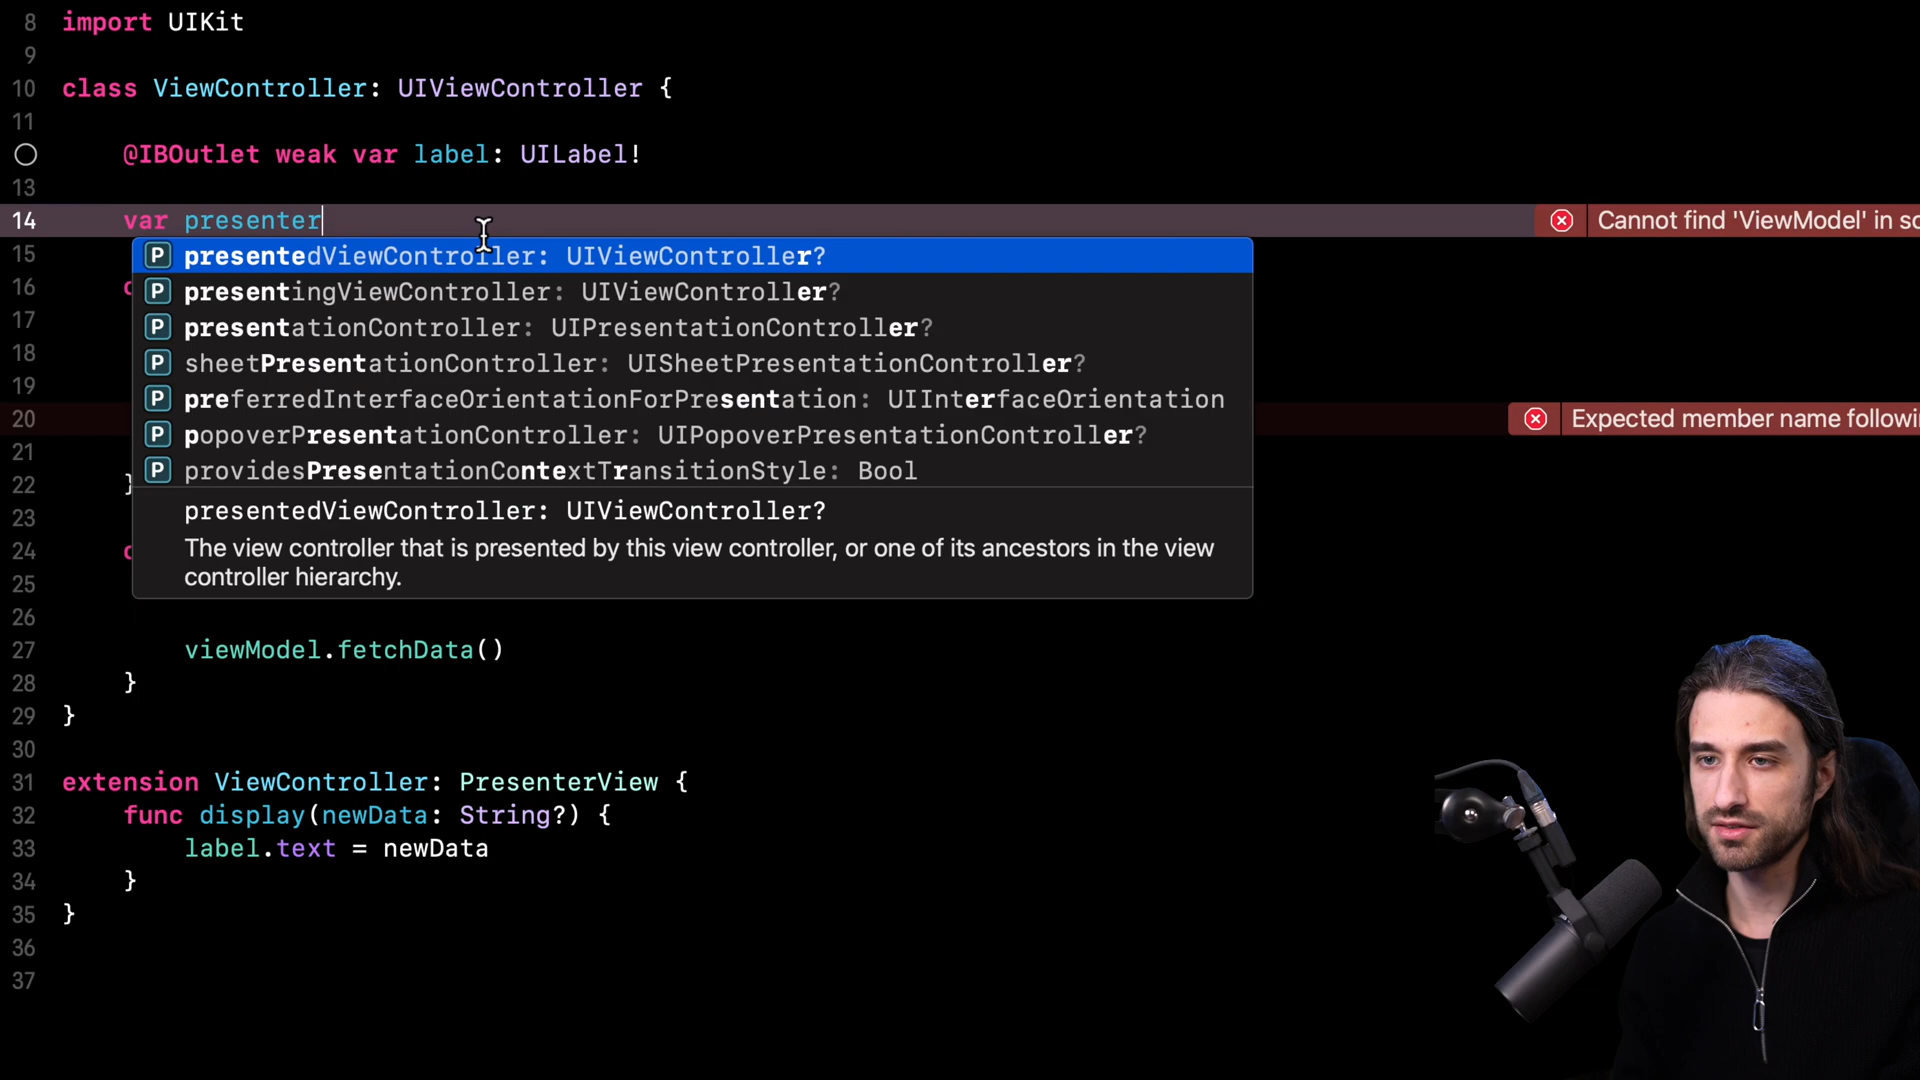 8 import UIKit
9
10 class ViewController: UIViewController {
11
@IBOutlet weak var label: UILabel!
13
14 var presenter
Cannot find 'ViewModel' in sc
15
P presentedViewController: UIViewController?
16
P presentingViewController: UIViewController?
17
P presentationController: UIPresentationController?
18
P sheetPresentationController: UISheetPresentationController?
19
P preferredInterfaceOrientationForPresentation: UIInterfaceOrientation
20
Expected member name followi
P popoverPresentationController: UIPopoverPresentationController?
21
P providesPresentationContextTransitionStyle: Bool
22 }
presentedViewController: UIViewController?
23
The view controller that is presented by this view controller, or one of its ancestors in the view
24
controller hierarchy.
25
26
27 viewModel.fetchData()
28 }
29 }
30
31 extension ViewController: PresenterView {
32 func display(newData: String?) {
33 label.text = newData
34 }
35 }
36
37